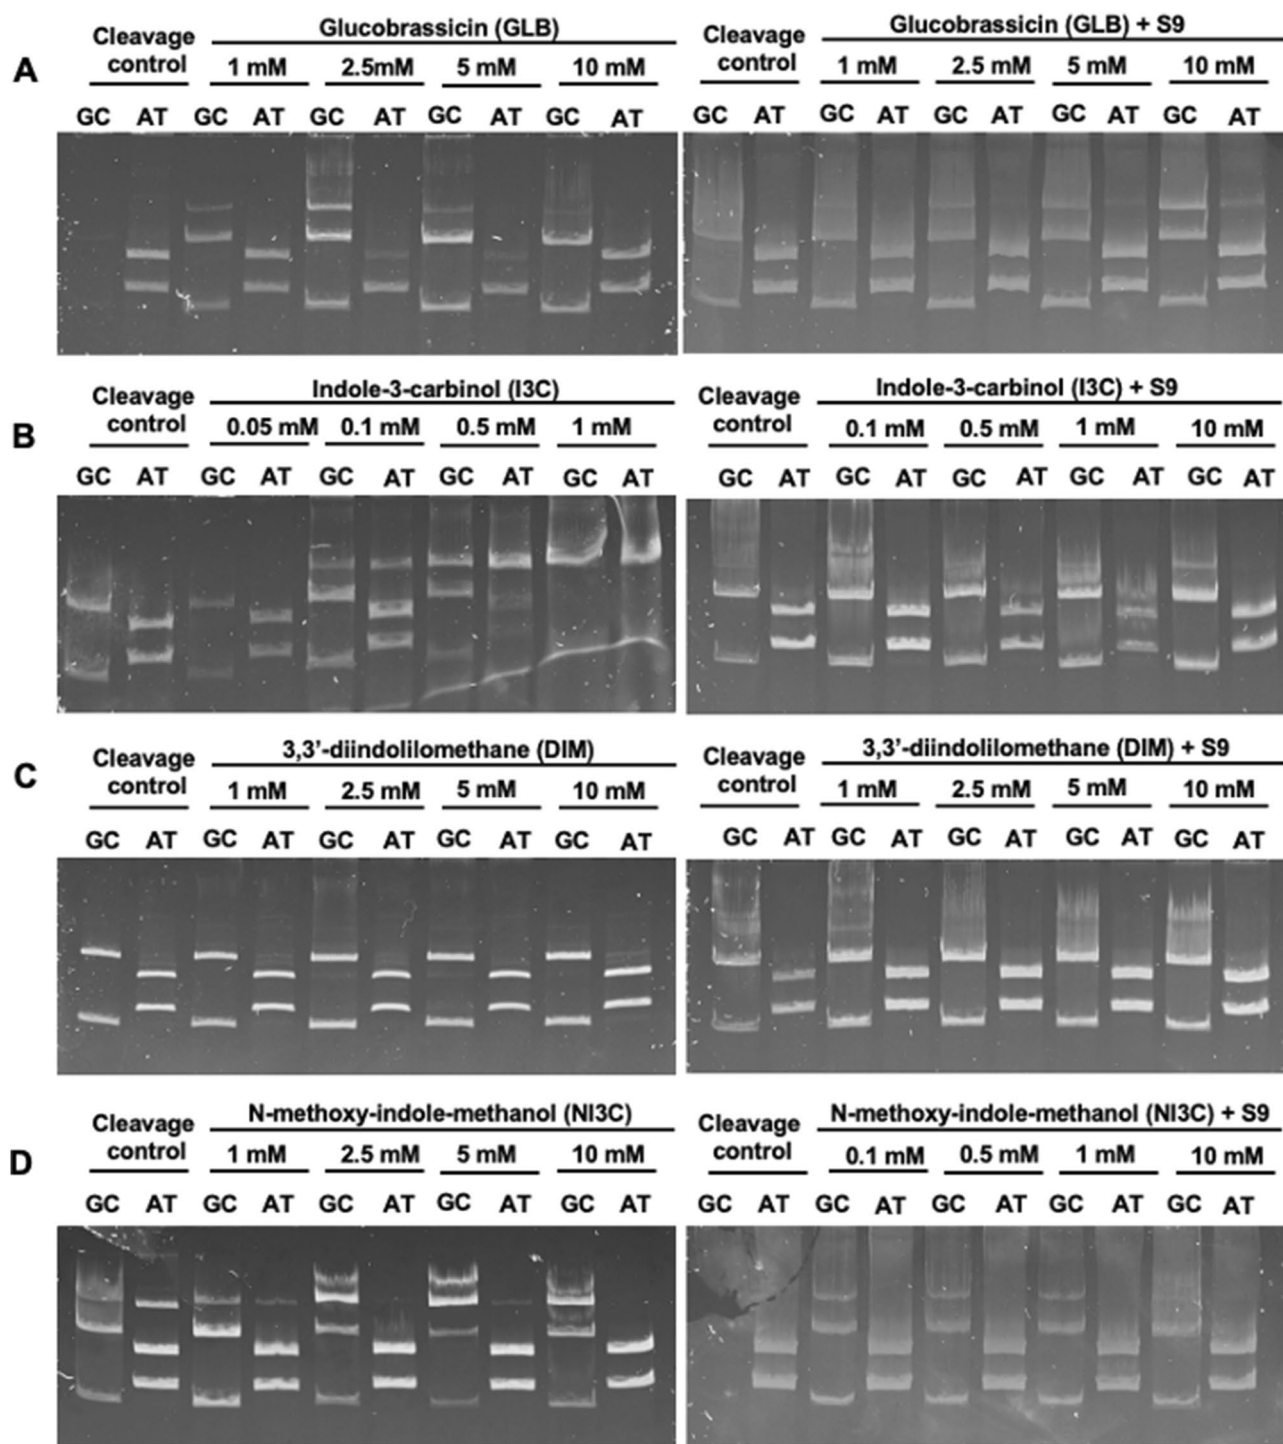 Glucobrassicin (GLB)
Glucobrassicin (GLB) + S9
Cleavage control
Cleavage control
A
1 mM 2.5mM 5 mM 10 mM
1 mM 2.5 mM 5 mM 10 mM
GC AT GC AT GC AT GC AT GC AT
GC AT GC AT GC AT GC AT GC AT
Indole-3-carbinol (I3C)
Indole-3-carbinol (I3C) + S9
Cleavage control
Cleavage control
B
0.05 mM 0.1 mM 0.5 mM 1 mM
0.1 mM 0.5 mM 1 mM 10 mM
GC AT GC AT GC AT GC AT GC AT
GC AT GC AT GC AT GC AT GC AT
3,3’-diindolilomethane (DIM)
3,3’-diindolilomethane (DIM) + S9
Cleavage control
Cleavage control
C
1 mM 2.5 mM 5 mM 10 mM
1 mM 2.5 mM 5 mM 10 mM
GC AT GC AT GC AT GC AT GC AT
GC AT GC AT GC AT GC AT GC AT
N-methoxy-indole-methanol (NI3C)
N-methoxy-indole-methanol (NI3C) + S9
Cleavage control
Cleavage control
D
1 mM 2.5 mM 5 mM 10 mM
0.1 mM 0.5 mM 1 mM 10 mM
GC AT GC AT GC AT GC AT GC AT
GC AT GC AT GC AT GC AT GC AT